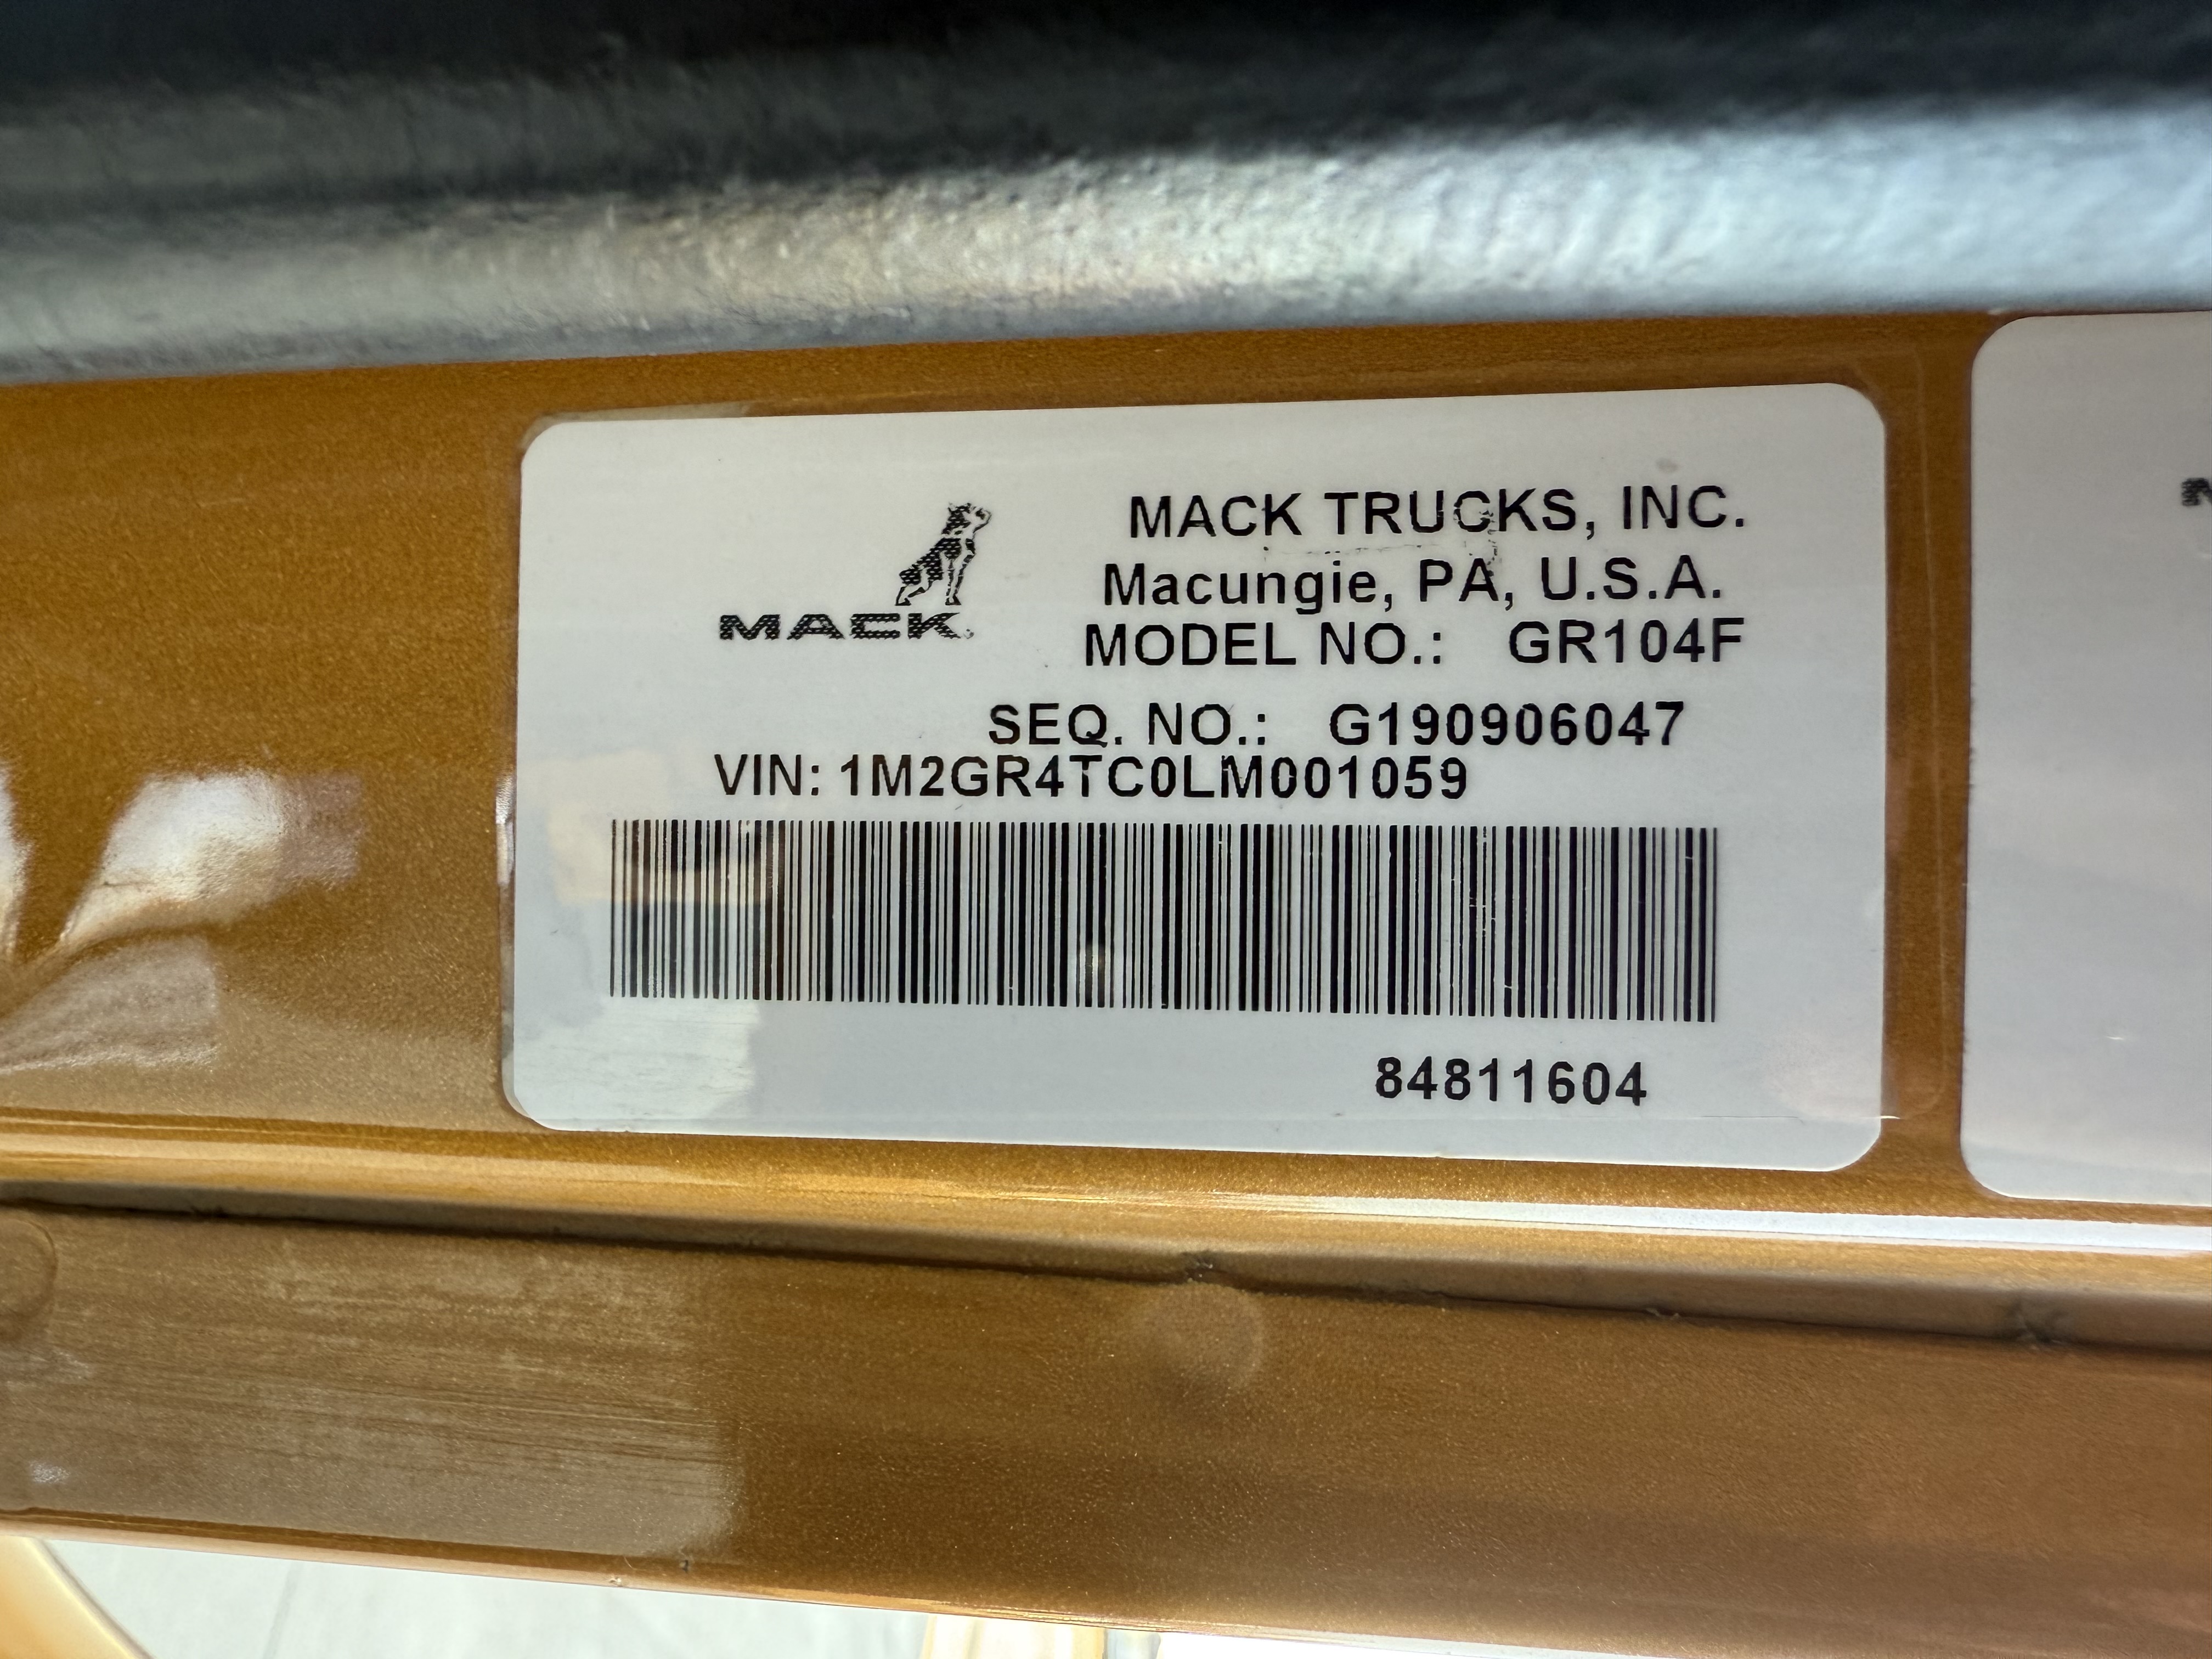 MACK TRUCKS, INC.
Macungie, PA, U.S.A.
MACK
MODEL NO.: GR104F
SEQ. NO.: G190906047
VIN: 1M2GR4TC0LM001059
84811604